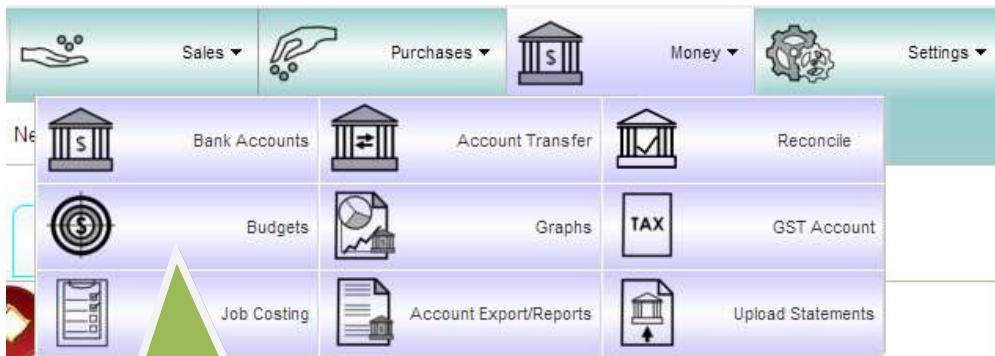 Sales ▼ Purchases ▼ $ Money ▼ Settings ▼
Ne $ Bank Accounts Account Transfer Reconcile
$ Budgets Graphs TAX GST Account
Job Costing Account Export/Reports Upload Statements